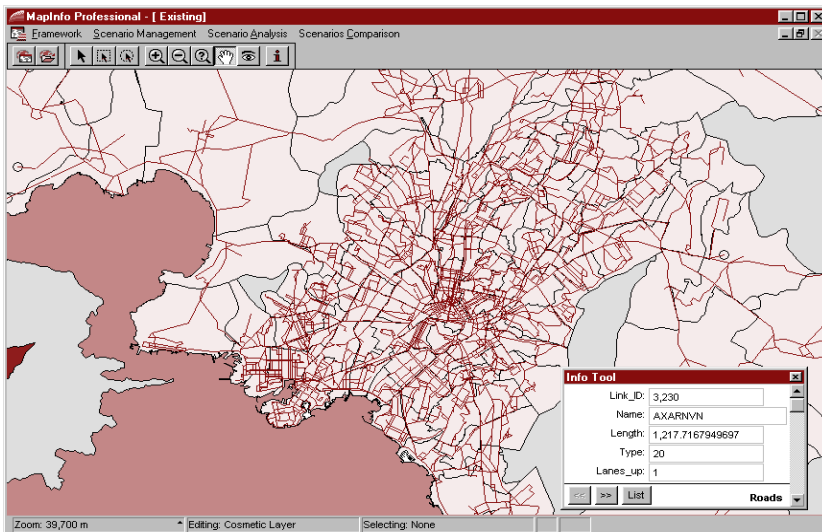 MapInfo Professional - [ Existing]
Framework Scenario Management Scenario Analysis Scenarios Comparison
Info Tool
Link_ID: 3,230
Name: AXARNVN
Length: 1,217.7167949697
Type: 20
Lanes_up: 1
<< >> List Roads
Zoom: 39,700 m Editing: Cosmetic Layer Selecting: None